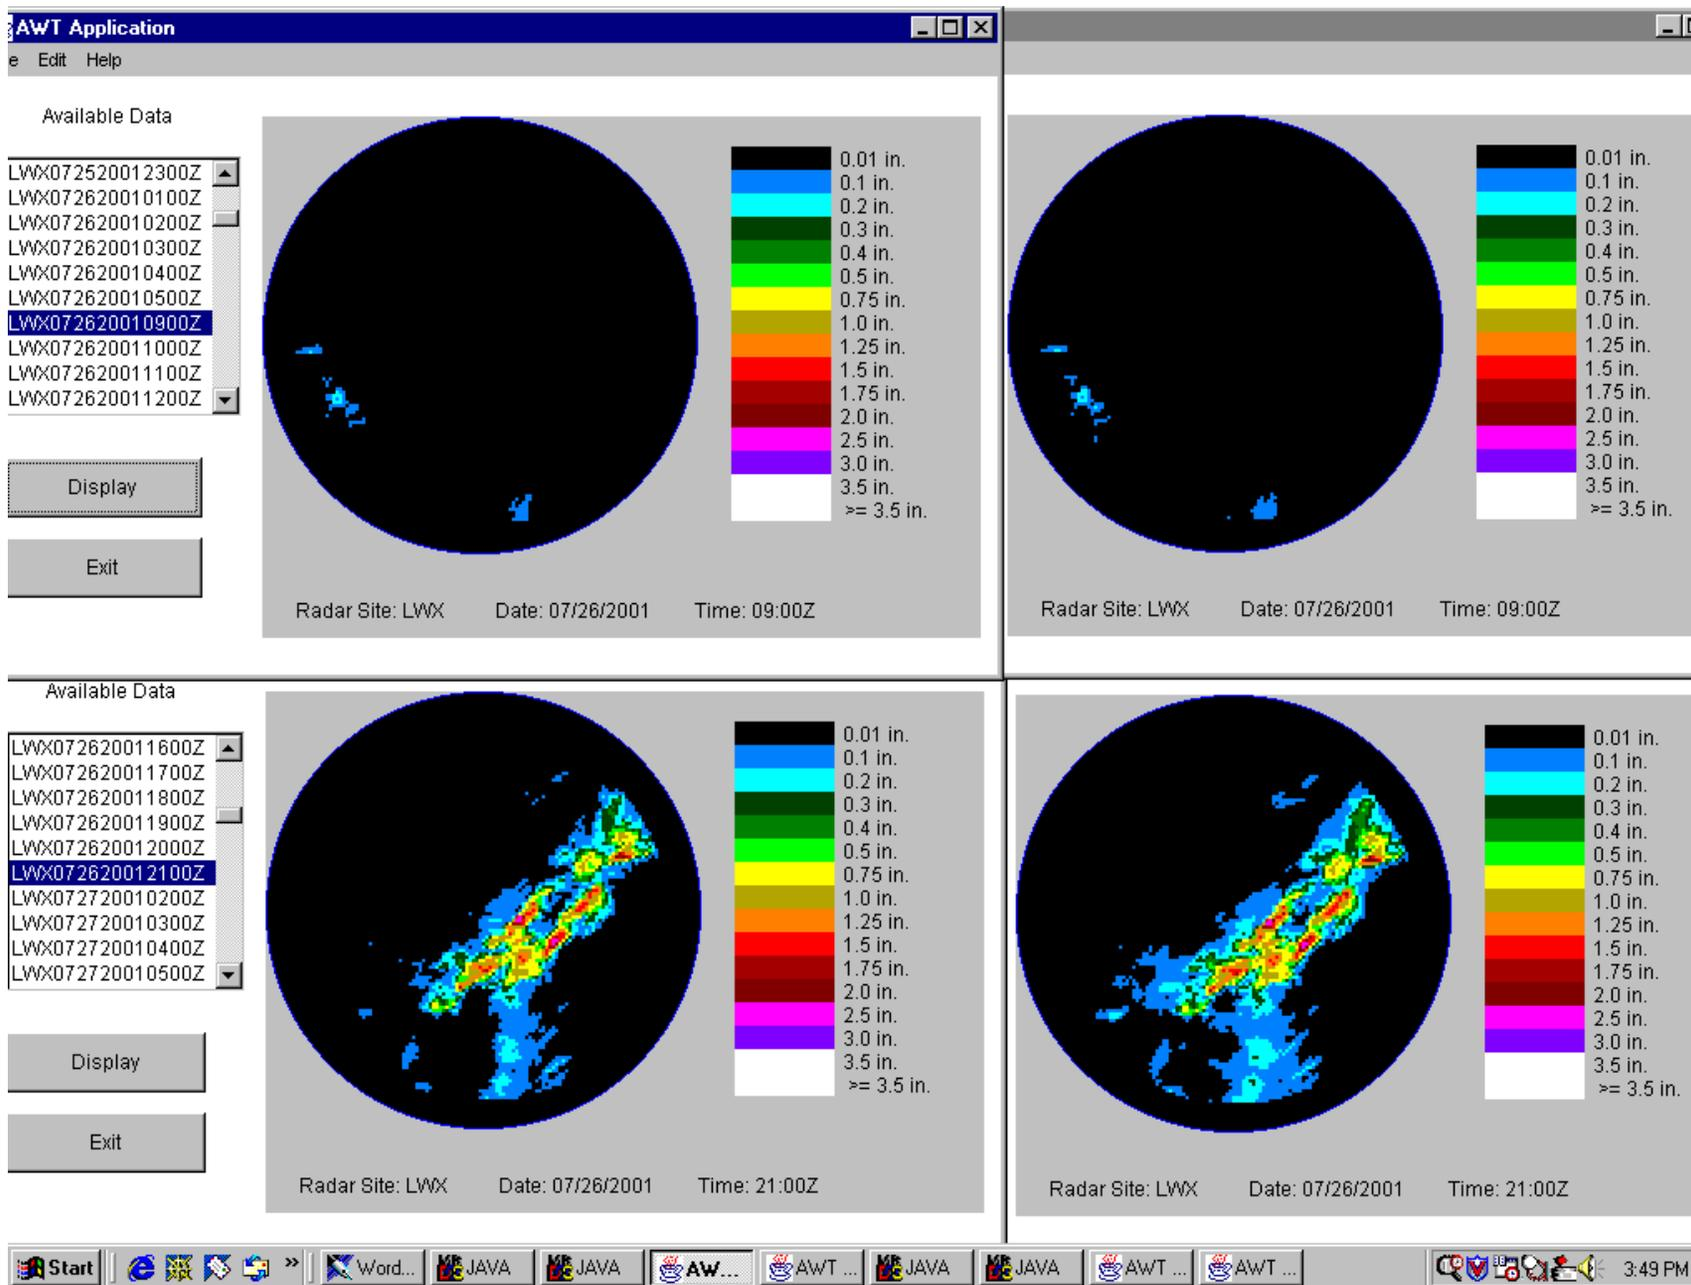 AWT Application
e Edit Help
Available Data
LWX072520012300Z
LWX072620010100Z
LWX072620010200Z
LWX072620010300Z
LWX072620010400Z
LWX072620010500Z
LWX072620010900Z
LWX072620011000Z
LWX072620011100Z
LWX072620011200Z
Display
Exit
0.01 in.
0.1 in.
0.2 in.
0.3 in.
0.4 in.
0.5 in.
0.75 in.
1.0 in.
1.25 in.
1.5 in.
1.75 in.
2.0 in.
2.5 in.
3.0 in.
3.5 in.
>= 3.5 in.
Radar Site: LWX Date: 07/26/2001 Time: 09:00Z
0.01 in.
0.1 in.
0.2 in.
0.3 in.
0.4 in.
0.5 in.
0.75 in.
1.0 in.
1.25 in.
1.5 in.
1.75 in.
2.0 in.
2.5 in.
3.0 in.
3.5 in.
>= 3.5 in.
Radar Site: LWX Date: 07/26/2001 Time: 09:00Z
Available Data
LWX072620011600Z
LWX072620011700Z
LWX072620011800Z
LWX072620011900Z
LWX072620012000Z
LWX072620012100Z
LWX072720010200Z
LWX072720010300Z
LWX072720010400Z
LWX072720010500Z
Display
Exit
0.01 in.
0.1 in.
0.2 in.
0.3 in.
0.4 in.
0.5 in.
0.75 in.
1.0 in.
1.25 in.
1.5 in.
1.75 in.
2.0 in.
2.5 in.
3.0 in.
3.5 in.
>= 3.5 in.
Radar Site: LWX Date: 07/26/2001 Time: 21:00Z
0.01 in.
0.1 in.
0.2 in.
0.3 in.
0.4 in.
0.5 in.
0.75 in.
1.0 in.
1.25 in.
1.5 in.
1.75 in.
2.0 in.
2.5 in.
3.0 in.
3.5 in.
>= 3.5 in.
Radar Site: LWX Date: 07/26/2001 Time: 21:00Z
Start » Word... JAVA JAVA AW... AWT ... JAVA JAVA AWT ... AWT ... 3:49 PM